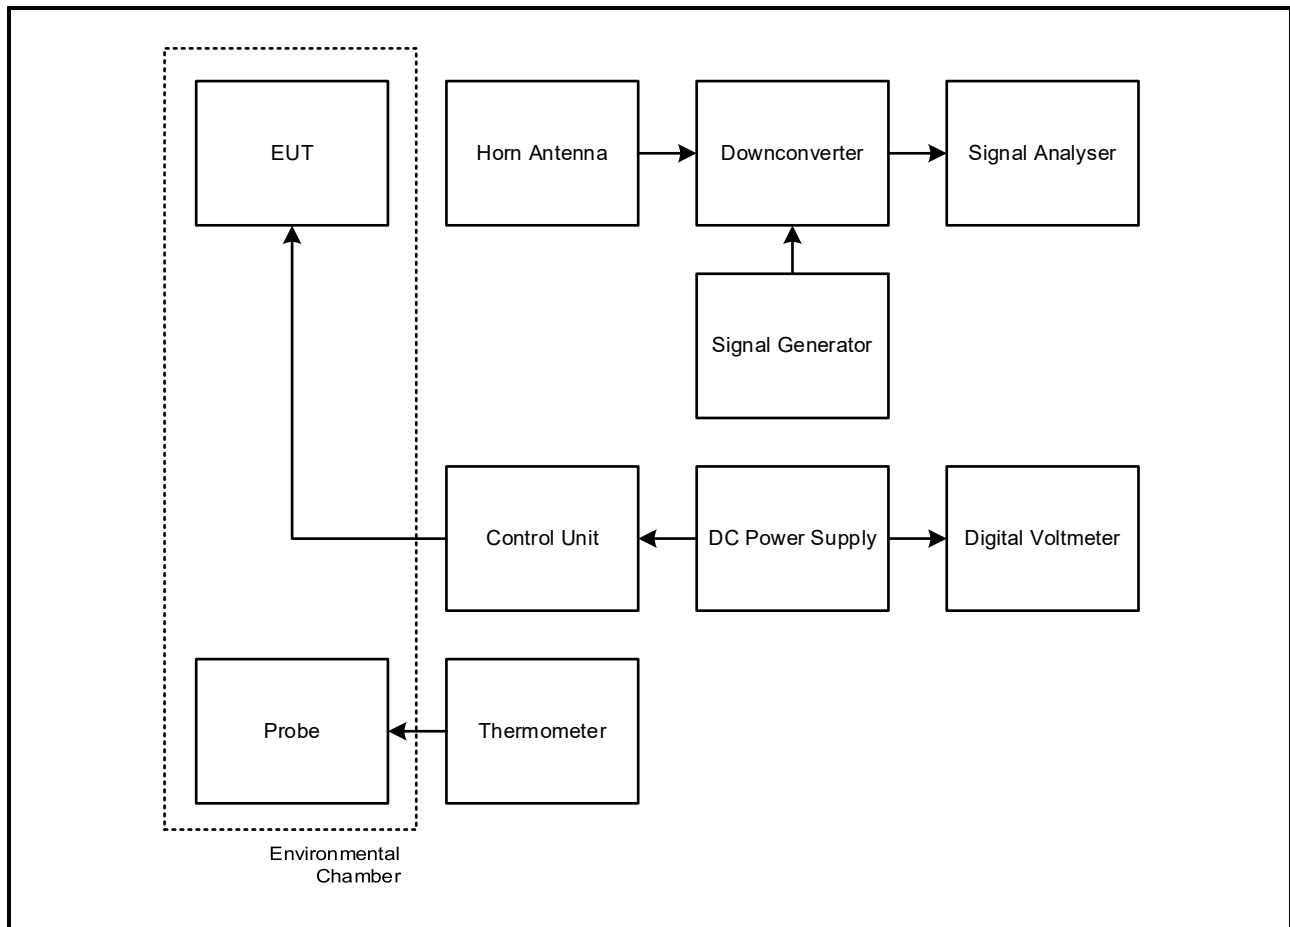 EUT
Horn Antenna
Downconverter
Signal Analyser
Signal Generator
Control Unit
DC Power Supply
Digital Voltmeter
Probe
Thermometer
Environmental
Chamber